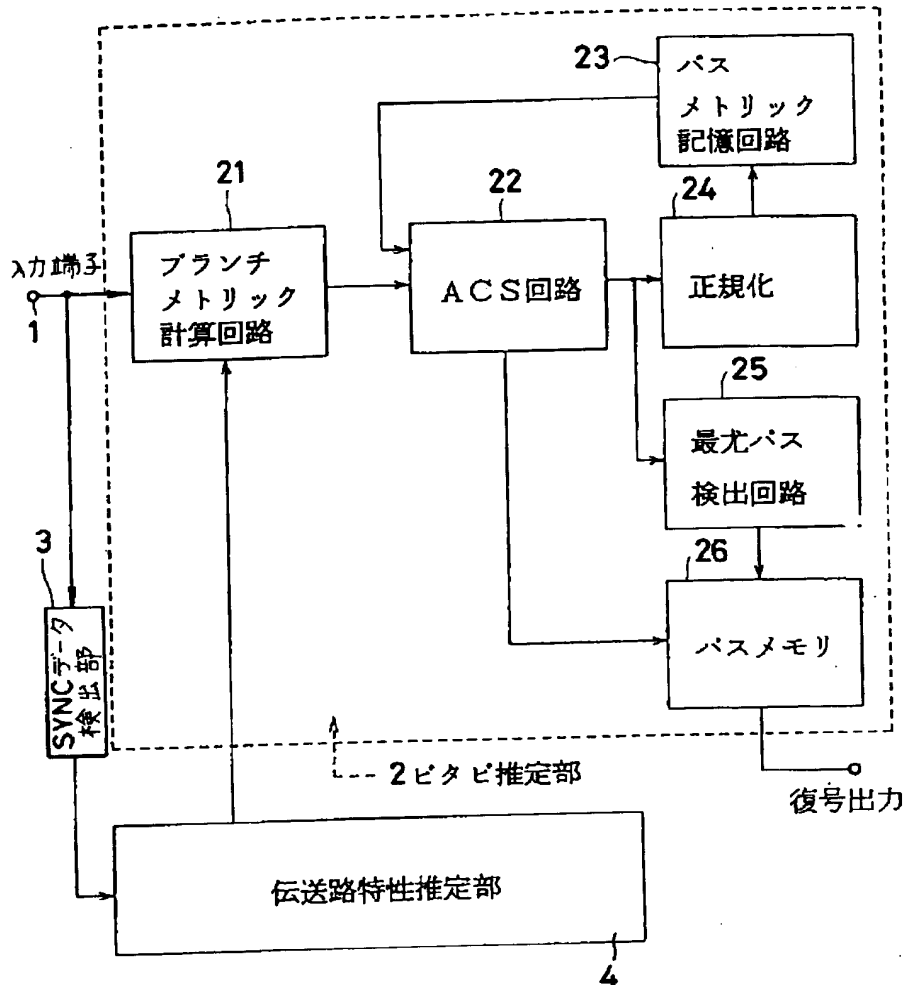 23
パス
メトリック
記憶回路
21
22
24
入力端子
1
ブランチ
メトリック
計算回路
ACS回路
正規化
25
最尤パス
検出回路
3
SYNCデータ
検出部
26
パスメモリ
2ビタビ推定部
復号出力
伝送路特性推定部
4